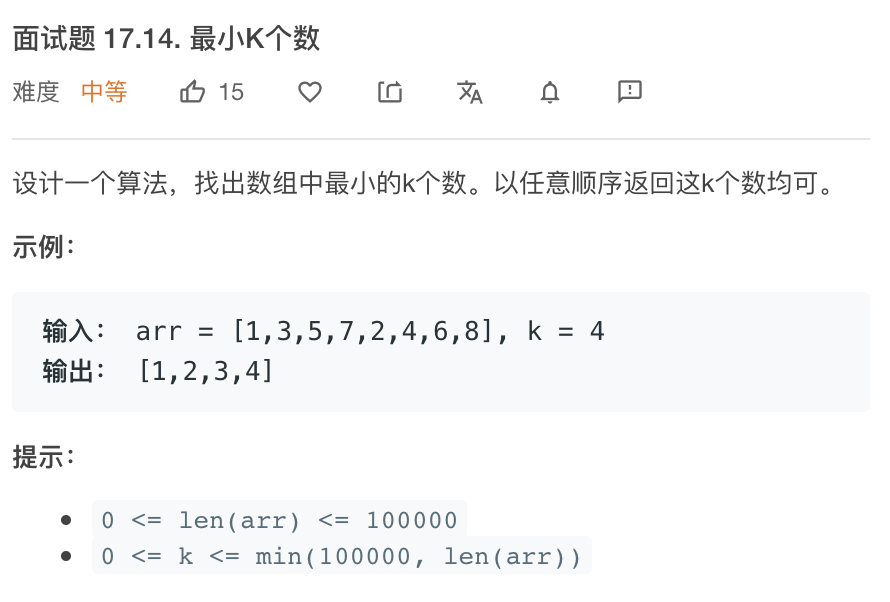 面试题 17.14. 最小K个数
难度 中等 15
设计一个算法，找出数组中最小的k个数。以任意顺序返回这k个数均可。
示例：
输入： arr = [1,3,5,7,2,4,6,8], k = 4
输出： [1,2,3,4]
提示：
0 <= len(arr) <= 100000
0 <= k <= min(100000, len(arr))